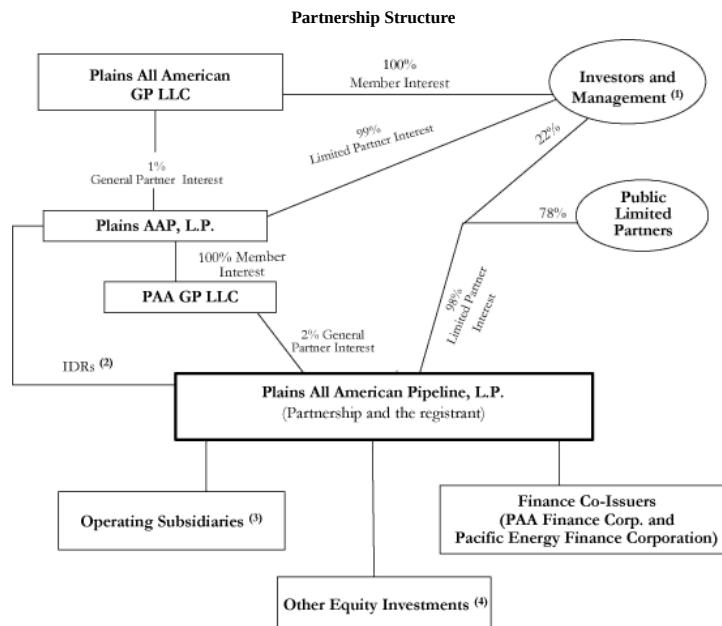 Partnership Structure
Plains All American
GP LLC
100%
Member Interest
Investors and
Management (1)
99%
Limited Partner Interest
22%
1%
General Partner Interest
Public
Limited
Partners
78%
Plains AAP, L.P.
100% Member
Interest
PAA GP LLC
98%
Limited Partner
Interest
2% General
Partner Interest
IDRs (2)
Plains All American Pipeline, L.P.
(Partnership and the registrant)
Operating Subsidiaries (3)
Finance Co-Issuers
(PAA Finance Corp. and
Pacific Energy Finance Corporation)
Other Equity Investments (4)